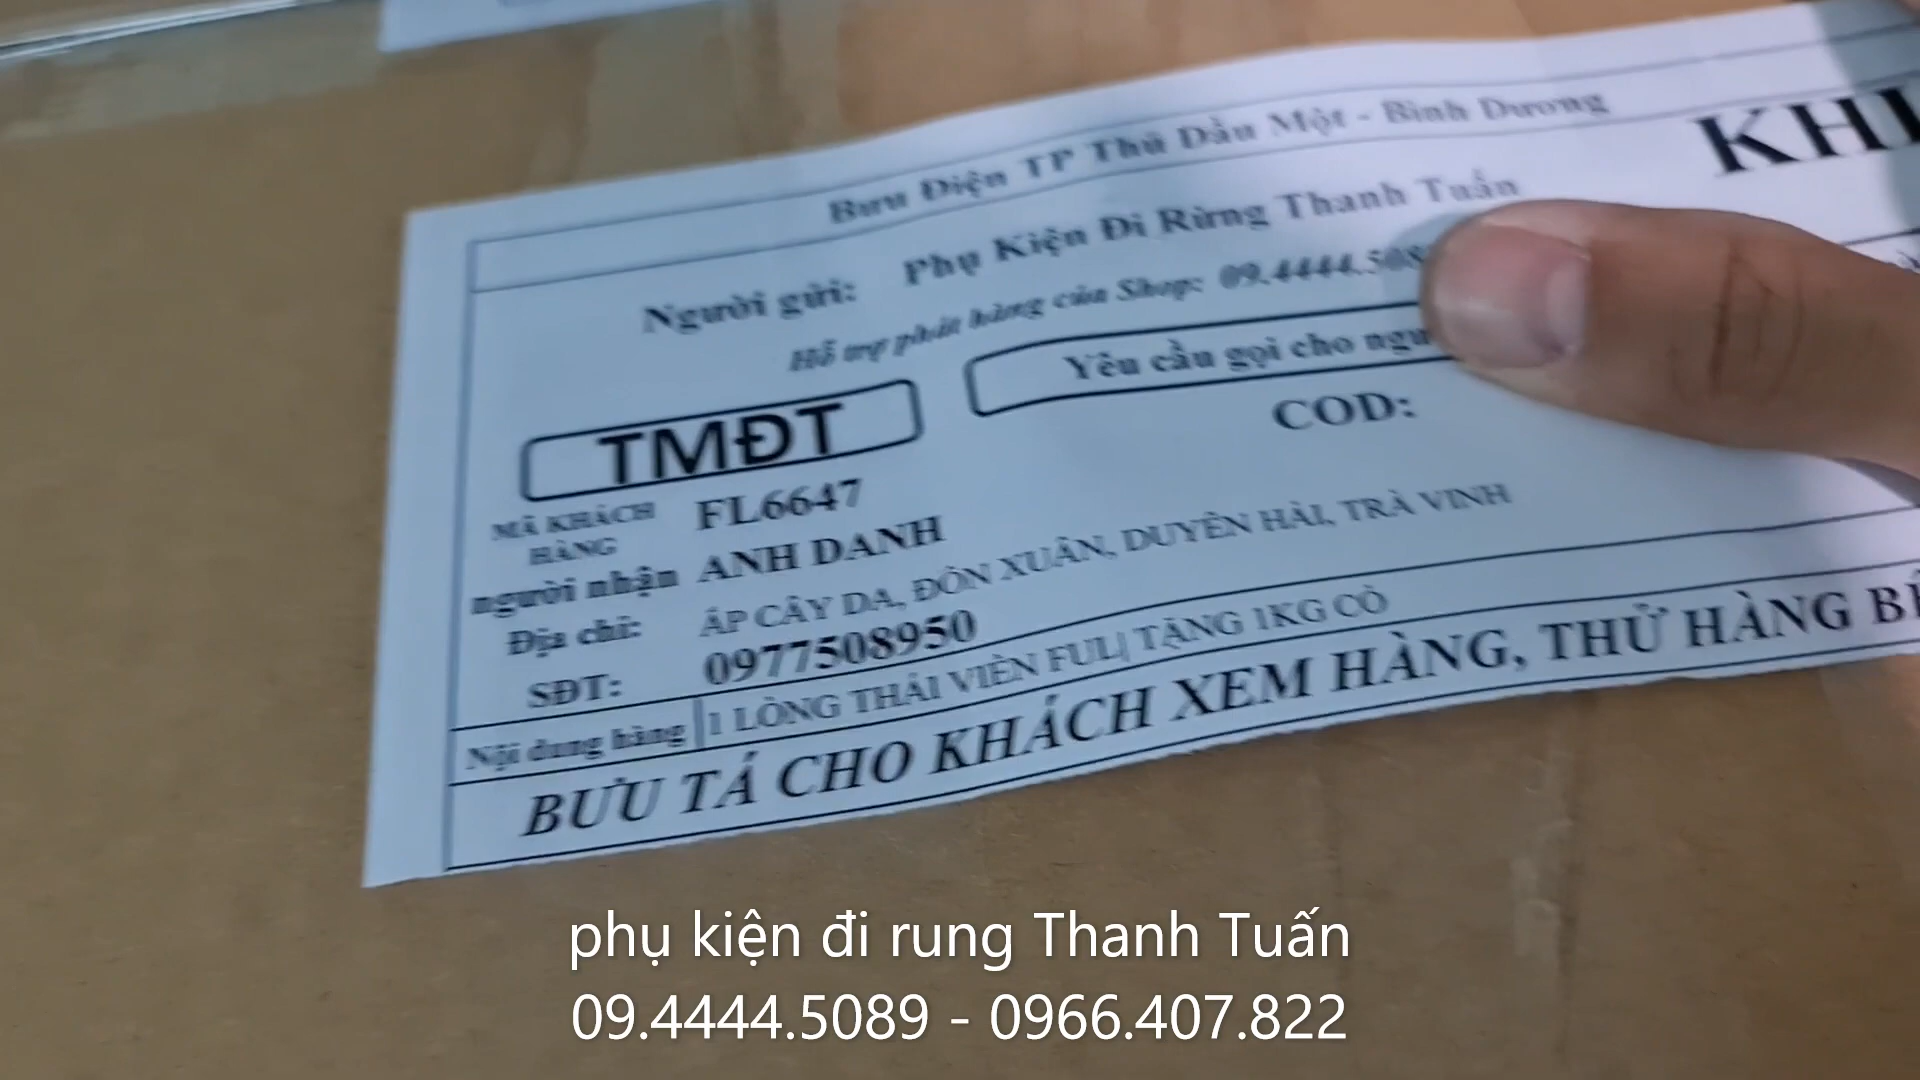 Bưu Điện TP Thủ Dầu Một - Bình Dương
Người gửi: Phụ Kiện Đi Rừng Thanh Tuấn
KHÔ
Hỗ trợ phát hàng của Shop: 09.4444.508
Yêu cầu gọi cho
TMĐT
COD:
MÃ KHÁCH HÀNG FL6647
người nhận ANH DANH
Địa chỉ: ẤP CÂY DA, ĐÔN XUÂN, DUYÊN HẢI, TRÀ VINH
SĐT: 0977508950
Nội dung hàng 1 LỒNG THÁI VIÊN FUL| TẶNG 1KG CÒ
BƯU TÁ CHO KHÁCH XEM HÀNG, THỬ HÀNG
phụ kiện đi rung Thanh Tuấn
09.4444.5089 - 0966.407.822